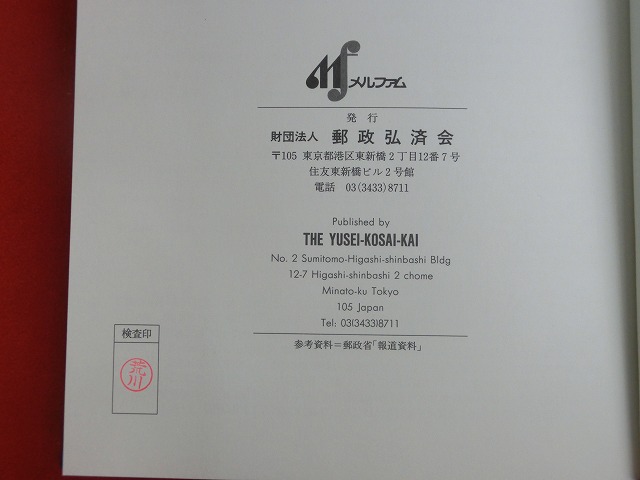 Mf メルファム
発行
財団法人 郵政弘済会
〒105 東京都港区東新橋2丁目12番7号
住友東新橋ビル2号館
電話 03(3433)8711
Published by
THE YUSEI-KOSAI-KAI
No. 2 Sumitomo-Higashi-shinbashi Bldg
12-7 Higashi-shinbashi 2 chome
Minato-ku Tokyo
105 Japan
Tel: 03(3433)8711
参考資料=郵政省「報道資料」
検査印
荒川